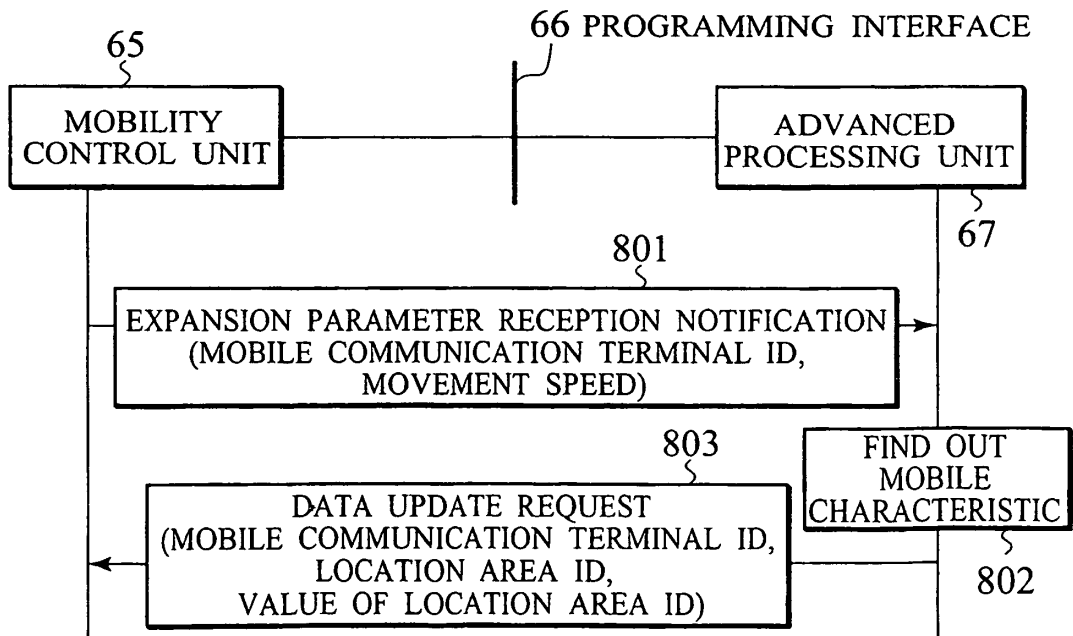 66 PROGRAMMING INTERFACE
65
MOBILITY
CONTROL UNIT
ADVANCED
PROCESSING UNIT
67
801
EXPANSION PARAMETER RECEPTION NOTIFICATION
(MOBILE COMMUNICATION TERMINAL ID,
MOVEMENT SPEED)
FIND OUT
MOBILE
CHARACTERISTIC
802
803
DATA UPDATE REQUEST
(MOBILE COMMUNICATION TERMINAL ID,
LOCATION AREA ID,
VALUE OF LOCATION AREA ID)